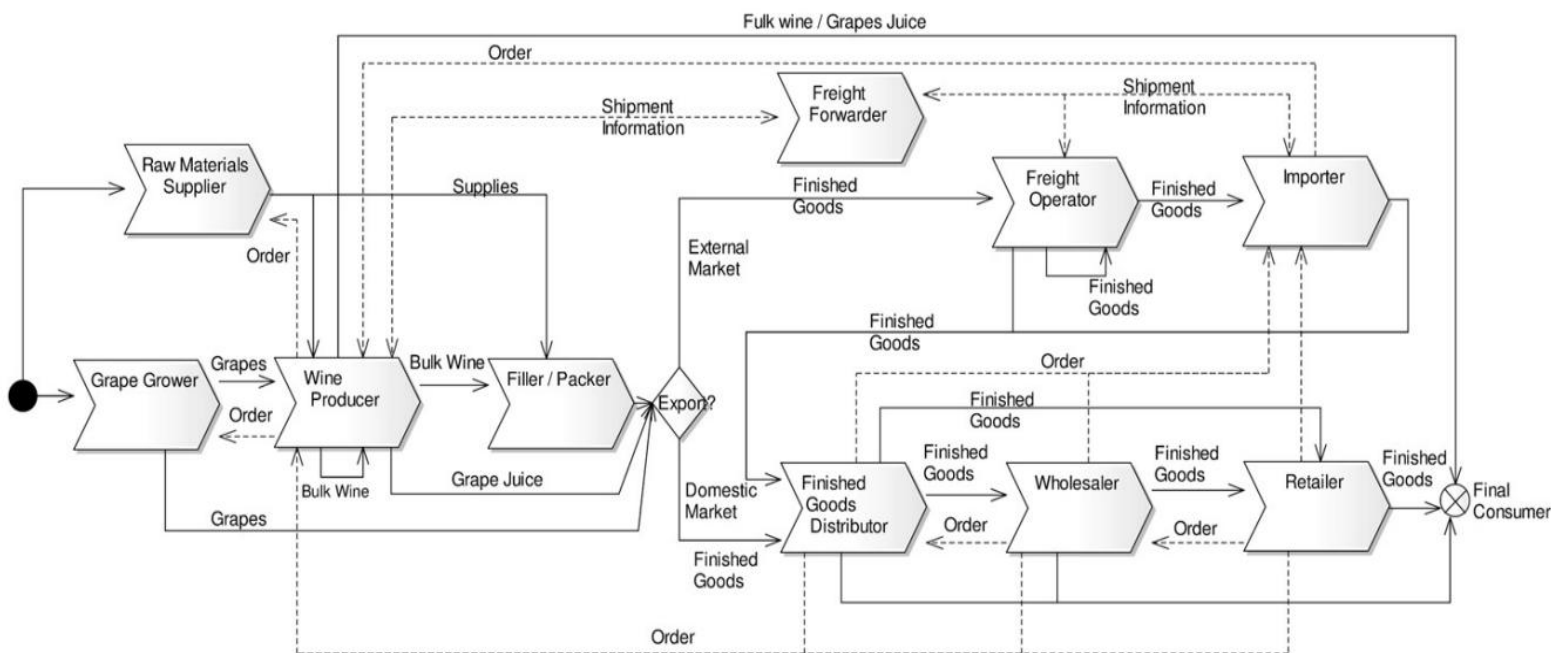 Fulk wine / Grapes Juice
Order
Freight
Forwarder
Shipment
Information
Shipment
Information
Raw Materials
Supplier
Supplies
Finished
Goods
Freight
Operator
Finished
Goods
Importer
Order
External
Market
Finished
Goods
Finished
Goods
Order
Grape Grower
Grapes
Order
Wine
Producer
Bulk Wine
Filler / Packer
Export?
Finished
Goods
Bulk Wine
Grape Juice
Grapes
Domestic
Market
Finished
Goods
Finished
Goods
Distributor
Finished
Goods
Order
Wholesaler
Finished
Goods
Order
Retailer
Finished
Goods
Final
Consumer
Order